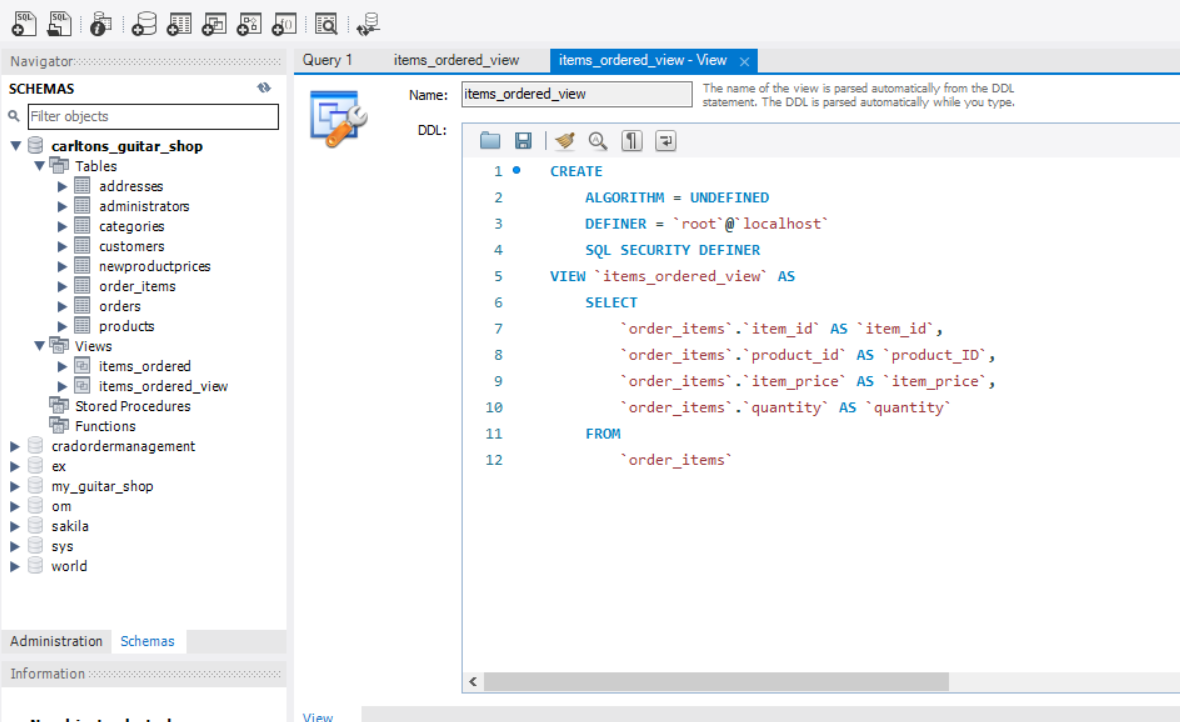 Navigator
SCHEMAS
Filter objects
carltons_guitar_shop
Tables
addresses
administrators
categories
customers
newproductprices
order_items
orders
products
Views
items_ordered
items_ordered_view
Stored Procedures
Functions
cradordermanagement
ex
my_guitar_shop
om
sakila
sys
world
Administration Schemas
Information
Query 1 items_ordered_view items_ordered_view - View
Name: items_ordered_view
The name of the view is parsed automatically from the DDL
statement. The DDL is parsed automatically while you type.
DDL:
1 CREATE
2 ALGORITHM = UNDEFINED
3 DEFINER = `root`@`localhost`
4 SQL SECURITY DEFINER
5 VIEW `items_ordered_view` AS
6 SELECT
7 `order_items`.`item_id` AS `item_id`,
8 `order_items`.`product_id` AS `product_ID`,
9 `order_items`.`item_price` AS `item_price`,
10 `order_items`.`quantity` AS `quantity`
11 FROM
12 `order_items`
View